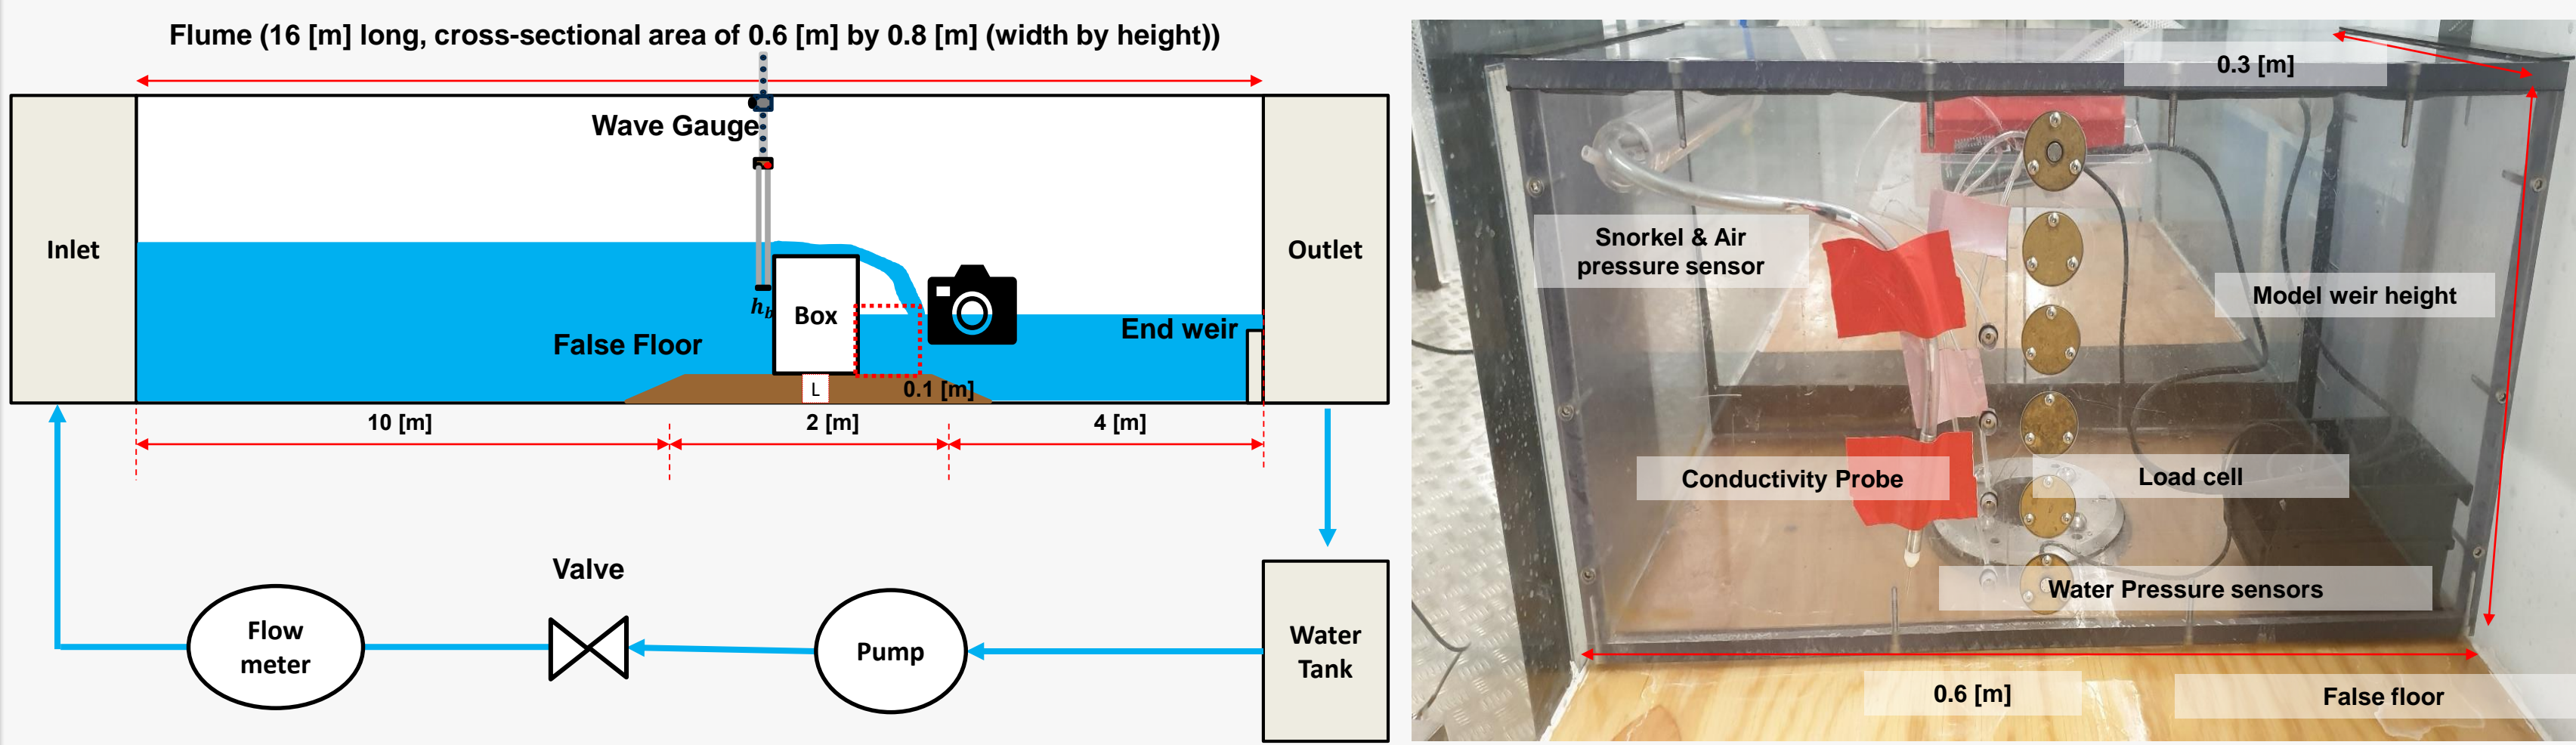 Flume (16 [m] long, cross-sectional area of 0.6 [m] by 0.8 [m] (width by height))
Wave Gauge
Inlet
Outlet
h_b
Box
End weir
False Floor
L
0.1 [m]
10 [m]
2 [m]
4 [m]
Valve
Flow
meter
Pump
Water
Tank
0.3 [m]
Snorkel & Air
pressure sensor
Model weir height
Conductivity Probe
Load cell
Water Pressure sensors
0.6 [m]
False floor